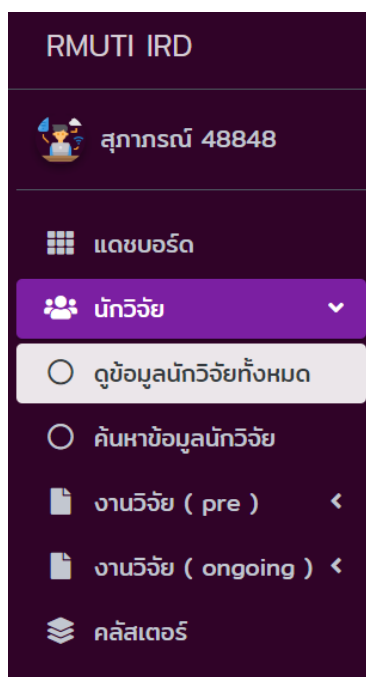 RMUTI IRD
สุภาภรณ์ 48848
แดชบอร์ด
นักวิจัย
ดูข้อมูลนักวิจัยทั้งหมด
ค้นหาข้อมูลนักวิจัย
งานวิจัย ( pre )
งานวิจัย ( ongoing )
คลัสเตอร์